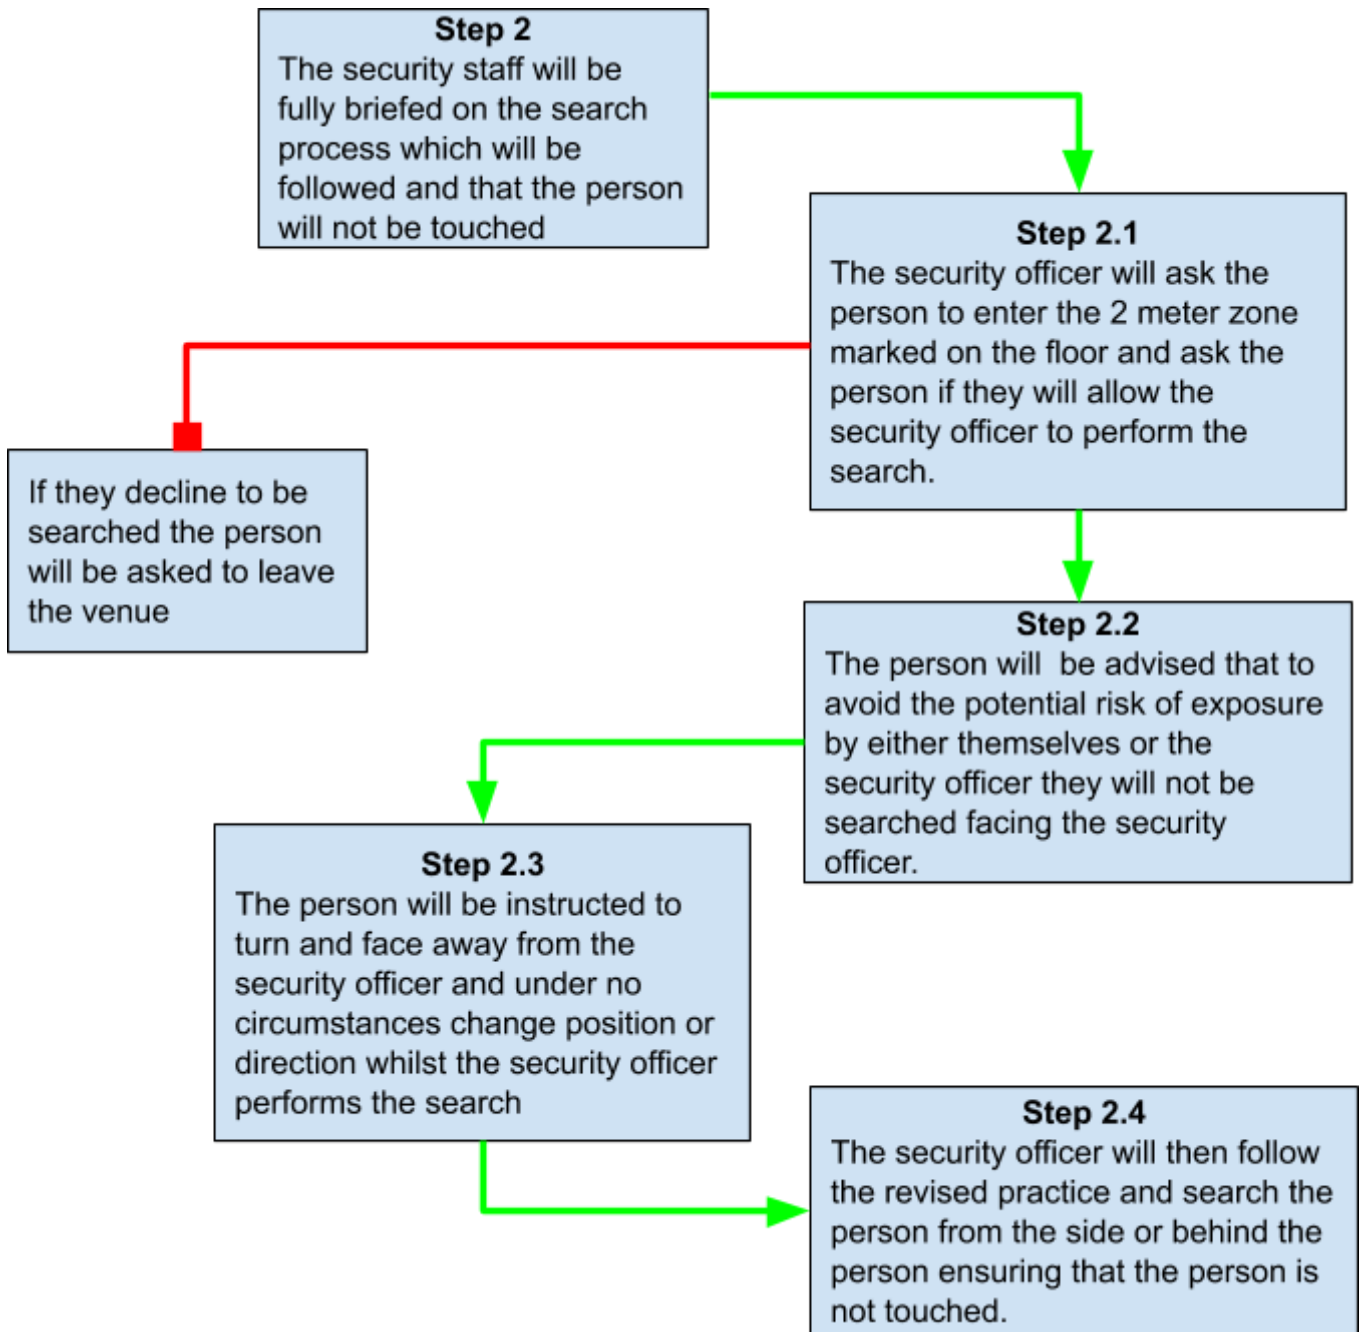 Step 2
The security staff will be
fully briefed on the search
process which will be
followed and that the person
will not be touched
Step 2.1
The security officer will ask the
person to enter the 2 meter zone
marked on the floor and ask the
person if they will allow the
security officer to perform the
search.
If they decline to be
searched the person
will be asked to leave
the venue
Step 2.2
The person will  be advised that to
avoid the potential risk of exposure
by either themselves or the
security officer they will not be
searched facing the security
officer.
Step 2.3
The person will be instructed to
turn and face away from the
security officer and under no
circumstances change position or
direction whilst the security officer
performs the search
Step 2.4
The security officer will then follow
the revised practice and search the
person from the side or behind the
person ensuring that the person is
not touched.